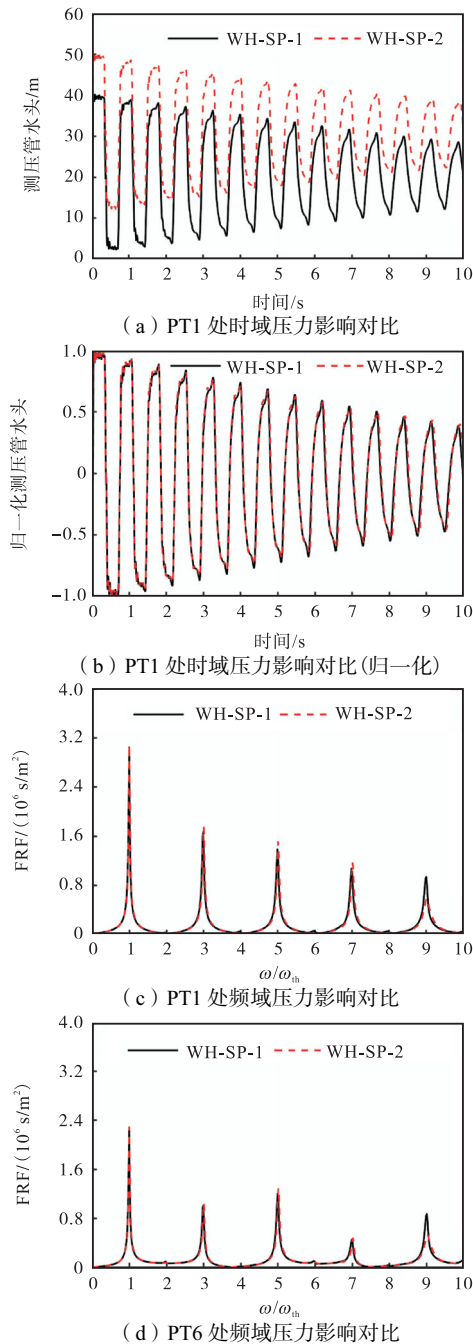 WH-SP-1 WH-SP-2
60
50
40
30
20
10
0
测压管水头/m
0 1 2 3 4 5 6 7 8 9 10
时间/s
(a)PT1 处时域压力影响对比
WH-SP-1 WH-SP-2
1.0
0.5
0
−0.5
−1.0
归一化测压管水头
0 1 2 3 4 5 6 7 8 9 10
时间/s
(b)PT1 处时域压力影响对比(归一化)
WH-SP-1 WH-SP-2
4.0
3.2
2.4
1.6
0.8
0
FRF/(10⁶ s/m²)
0 1 2 3 4 5 6 7 8 9 10
ω/ωth
(c)PT1 处频域压力影响对比
WH-SP-1 WH-SP-2
4.0
3.2
2.4
1.6
0.8
0
FRF/(10⁶ s/m²)
0 1 2 3 4 5 6 7 8 9 10
ω/ωth
(d)PT6 处频域压力影响对比